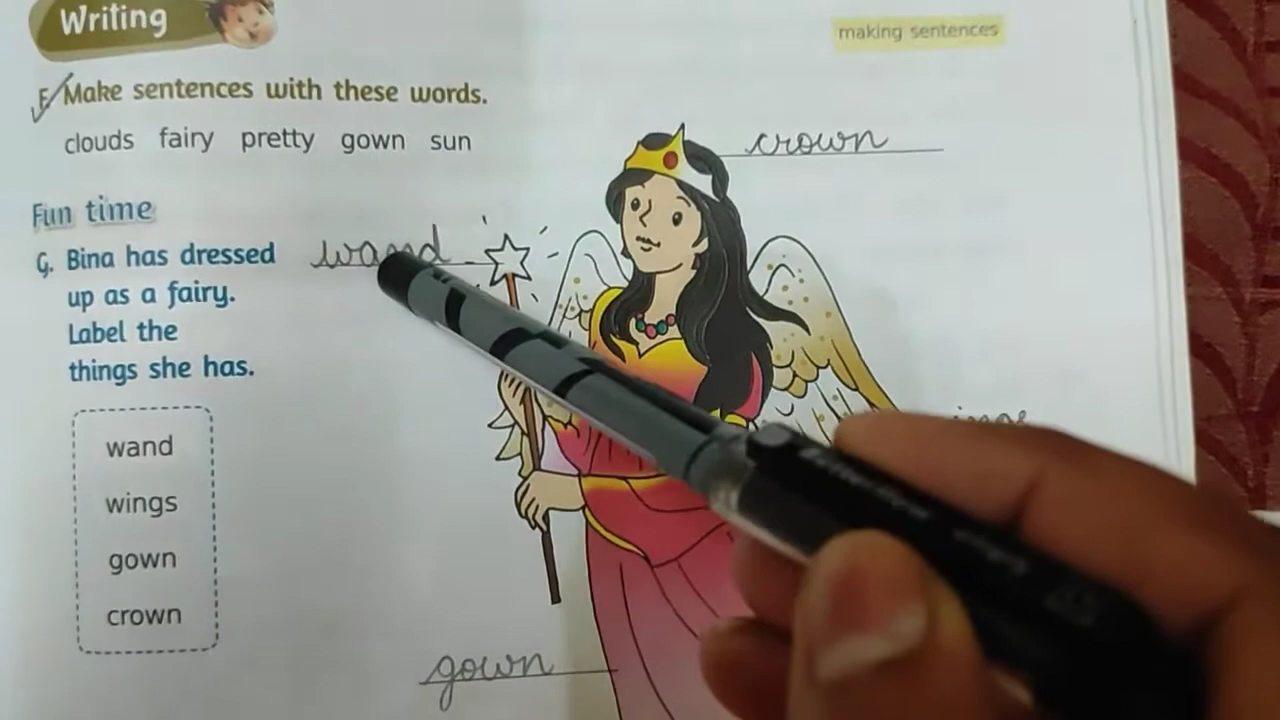 Writing
making sentences
F. Make sentences with these words.
clouds fairy pretty gown sun
crown
Fun time
wand
G. Bina has dressed
up as a fairy.
Label the
things she has.
wand
wings
gown
crown
gown